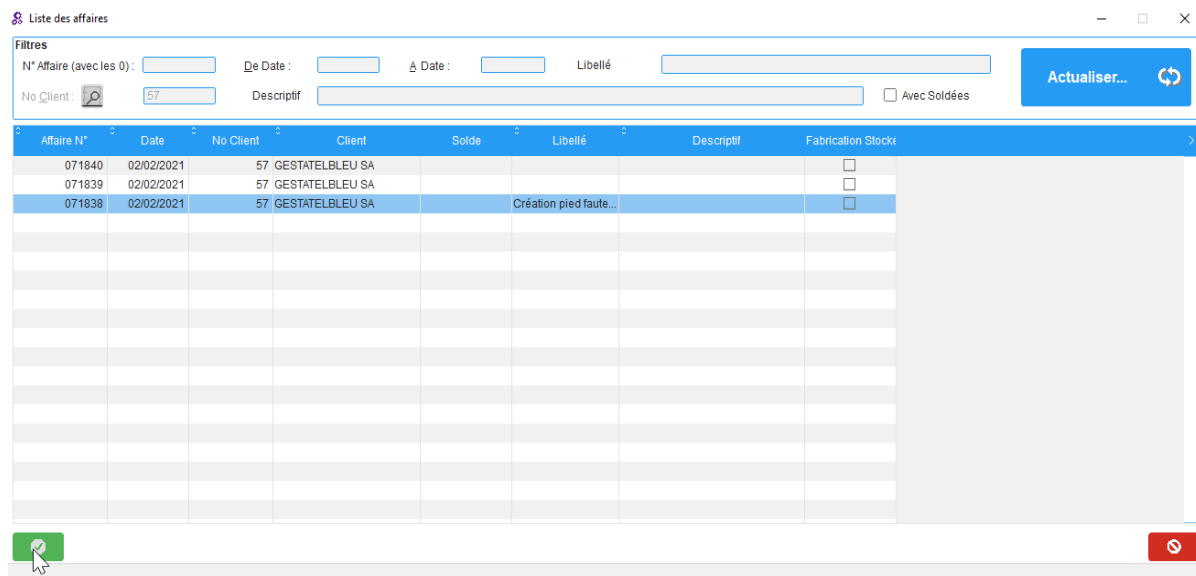 Liste des affaires
Filtres
N° Affaire (avec les 0) : De Date : A Date : Libellé
Actualiser...
No Client : 57 Descriptif Avec Soldées
Affaire N° Date No Client Client Solde Libellé Descriptif Fabrication Stocké
071840 02/02/2021 57 GESTATELBLEU SA
071839 02/02/2021 57 GESTATELBLEU SA
071838 02/02/2021 57 GESTATELBLEU SA Création pied faute...